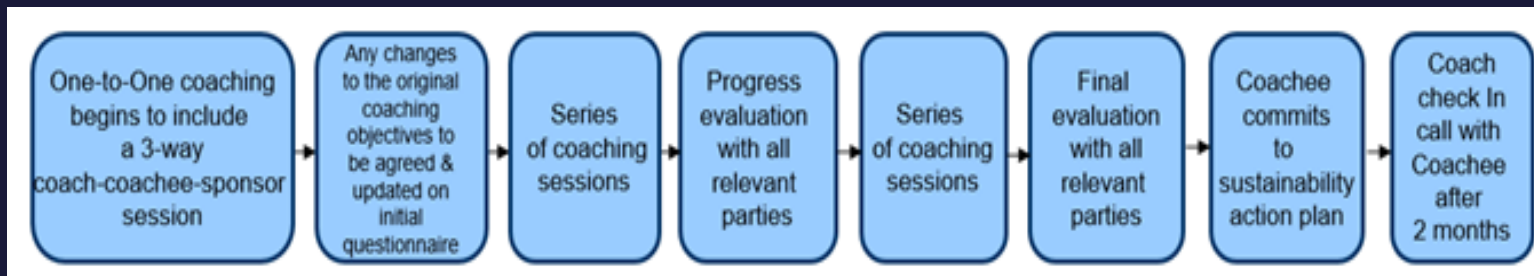 One-to-One coaching
begins to include
a 3-way
coach-coachee-sponsor
session
Any changes
to the original
coaching
objectives to
be agreed &
updated on
initial
questionnaire
Series
of coaching
sessions
Progress
evaluation
with all
relevant
parties
Series
of coaching
sessions
Final
evaluation
with all
relevant
parties
Coachee
commits
to
sustainability
action plan
Coach
check In
call with
Coachee
after
2 months